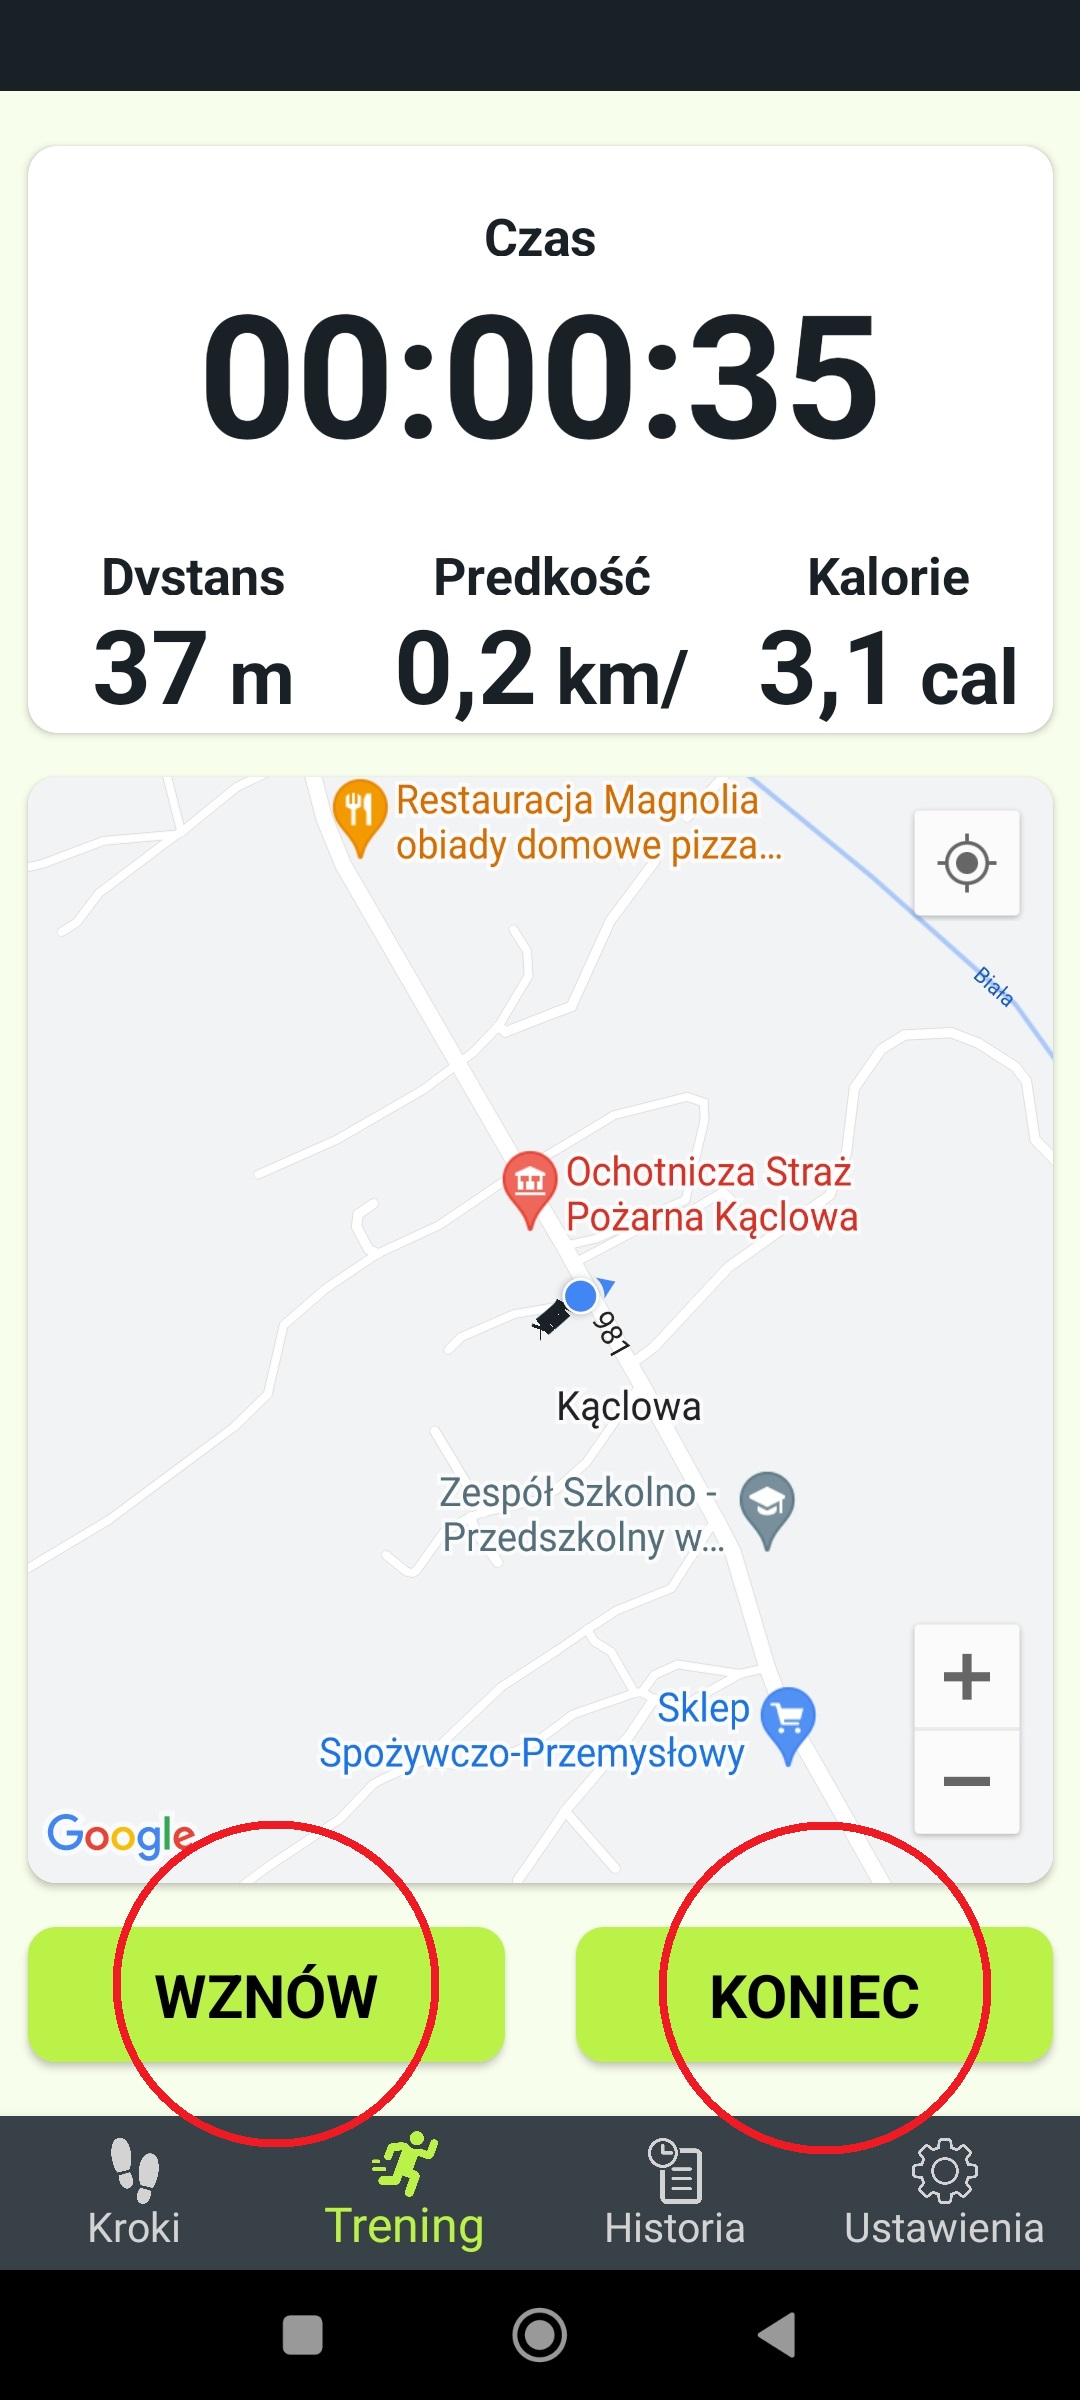 Czas
00:00:35
Dystans Predkość Kalorie
37 m 0,2 km/ 3,1 cal
Restauracja Magnolia
obiady domowe pizza...
Biała
Ochotnicza Straż
Pożarna Kąclowa
981
Kąclowa
Zespół Szkolno -
Przedszkolny w...
Sklep
Spożywczo-Przemysłowy
Google
WZNÓW KONIEC
Kroki Trening Historia Ustawienia